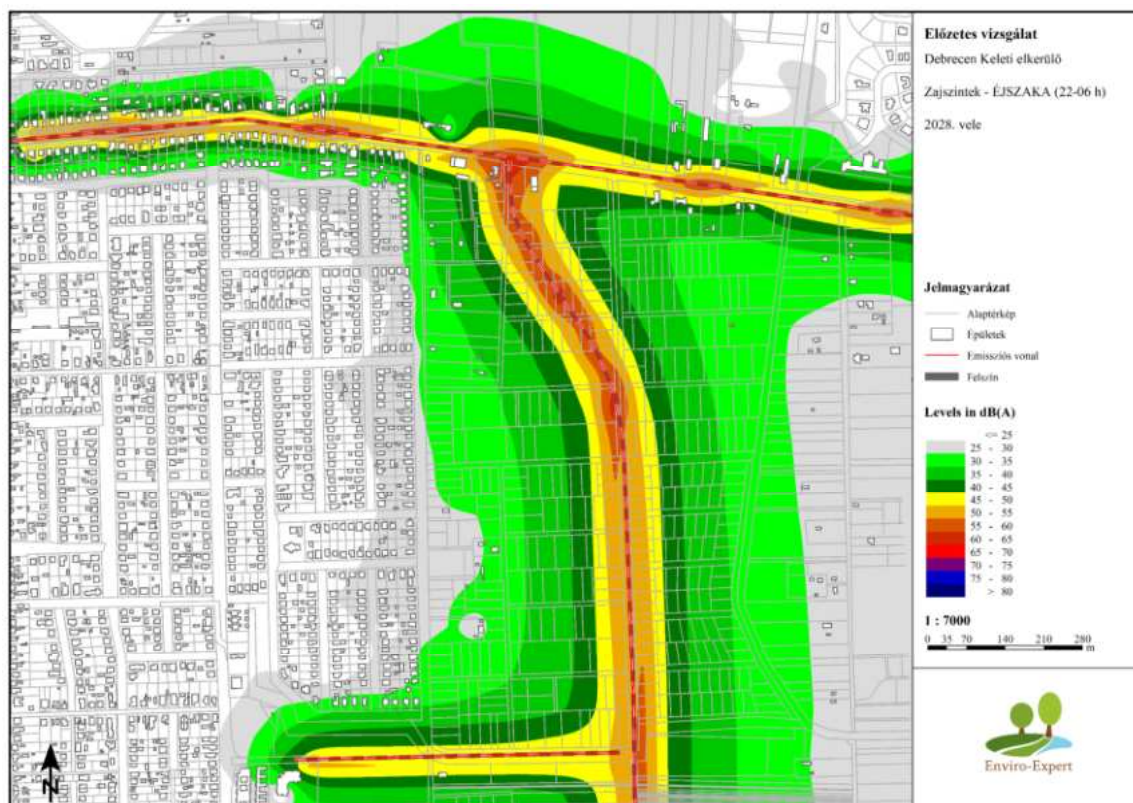 Előzetes vizsgálat
Debrecen Keleti elkerülő
Zajszintek - ÉJSZAKA (22-06 h)
2028. vele
Jelmagyarázat
Alaptérkép
Épületek
Emissziós vonal
Felszín
Levels in dB(A)
<= 25
25 - 30
30 - 35
35 - 40
40 - 45
45 - 50
50 - 55
55 - 60
60 - 65
65 - 70
70 - 75
75 - 80
> 80
1 : 7000
0 35 70 140 210 280
m
Enviro-Expert
N